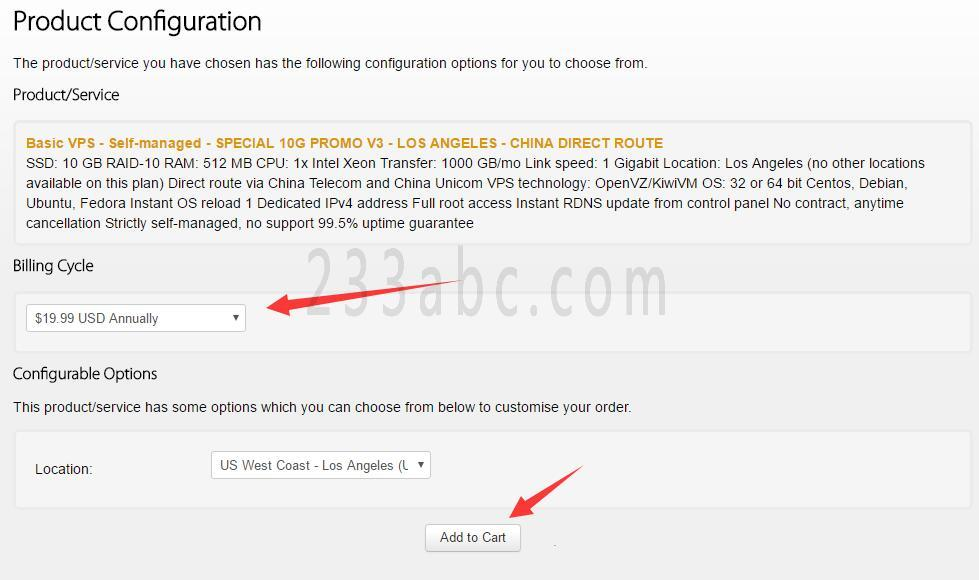 Product Configuration
The product/service you have chosen has the following configuration options for you to choose from.
Product/Service
Basic VPS - Self-managed - SPECIAL 10G PROMO V3 - LOS ANGELES - CHINA DIRECT ROUTE
SSD: 10 GB RAID-10 RAM: 512 MB CPU: 1x Intel Xeon Transfer: 1000 GB/mo Link speed: 1 Gigabit Location: Los Angeles (no other locations
available on this plan) Direct route via China Telecom and China Unicom VPS technology: OpenVZ/KiwiVM OS: 32 or 64 bit Centos, Debian,
Ubuntu, Fedora Instant OS reload 1 Dedicated IPv4 address Full root access Instant RDNS update from control panel No contract, anytime
cancellation Strictly self-managed, no support 99.5% uptime guarantee
Billing Cycle
233abc.com
$19.99 USD Annually
Configurable Options
This product/service has some options which you can choose from below to customise your order.
Location: US West Coast - Los Angeles (U
Add to Cart